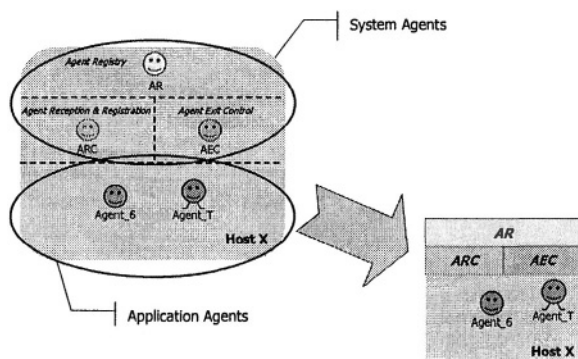 System Agents
Agent Registry
AR
Agent Reception & Registration
Agent Exit Control
ARC
AEC
Agent_6
Agent_T
Host X
Application Agents
AR
ARC
AEC
Agent_6
Agent_T
Host X